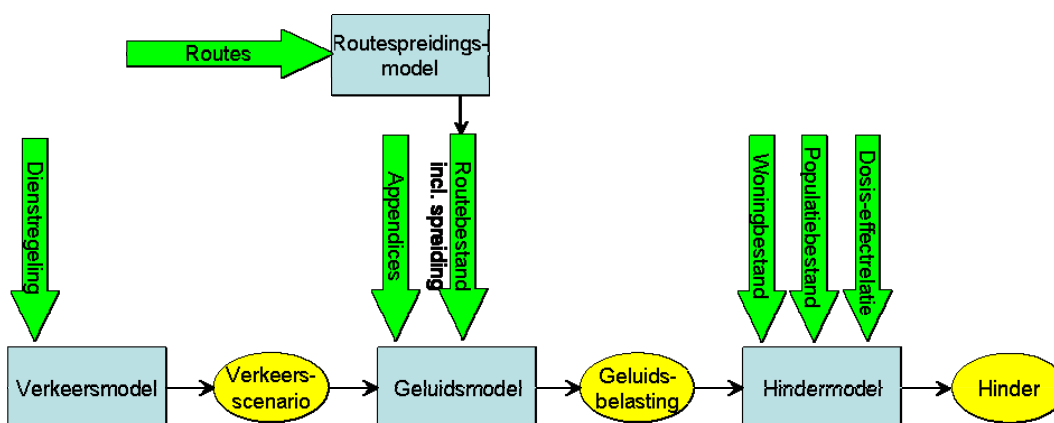 Routes
Routespreidings-
model
Dienstregeling
Appendices
incl. spreiding
Routebestand
Woningbestand
Populatiebestand
Dosis-effectrelatie
Verkeersmodel
Verkeers-
scenario
Geluidsmodel
Geluids-
belasting
Hindermodel
Hinder